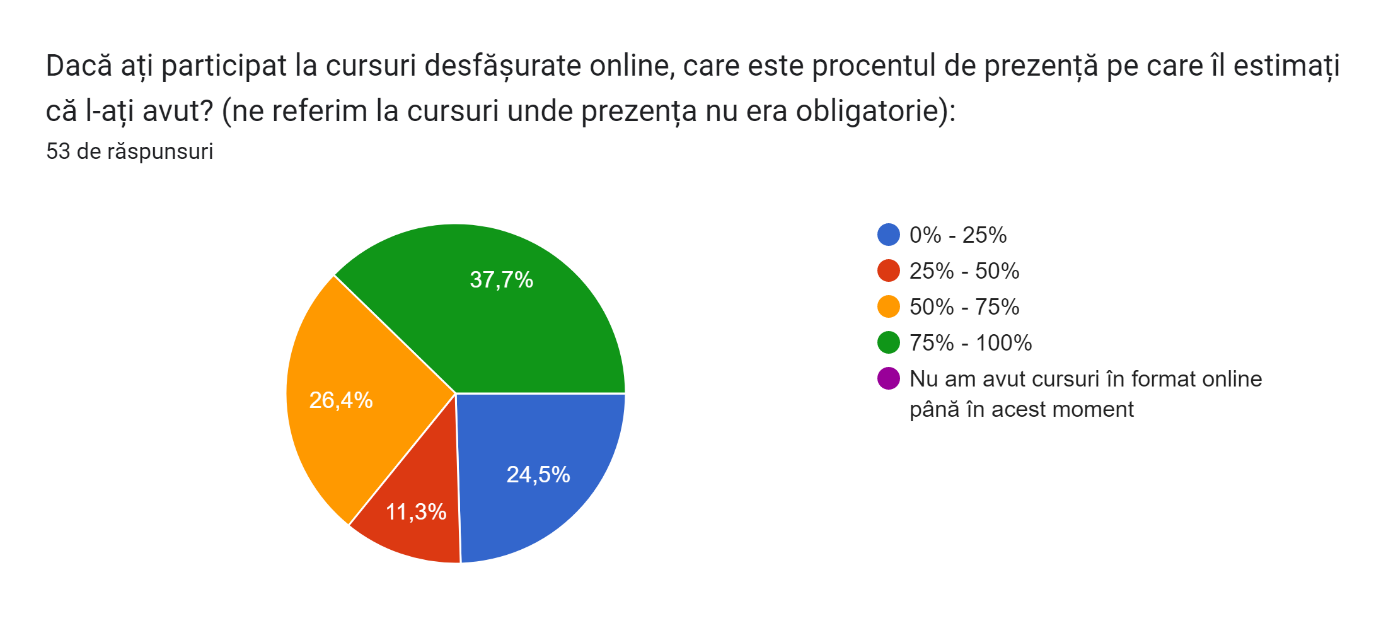 Dacă ați participat la cursuri desfășurate online, care este procentul de prezență pe care îl estimați
că l-ați avut? (ne referim la cursuri unde prezența nu era obligatorie):
53 de răspunsuri
37,7%
26,4%
24,5%
11,3%
0% - 25%
25% - 50%
50% - 75%
75% - 100%
Nu am avut cursuri în format online
până în acest moment